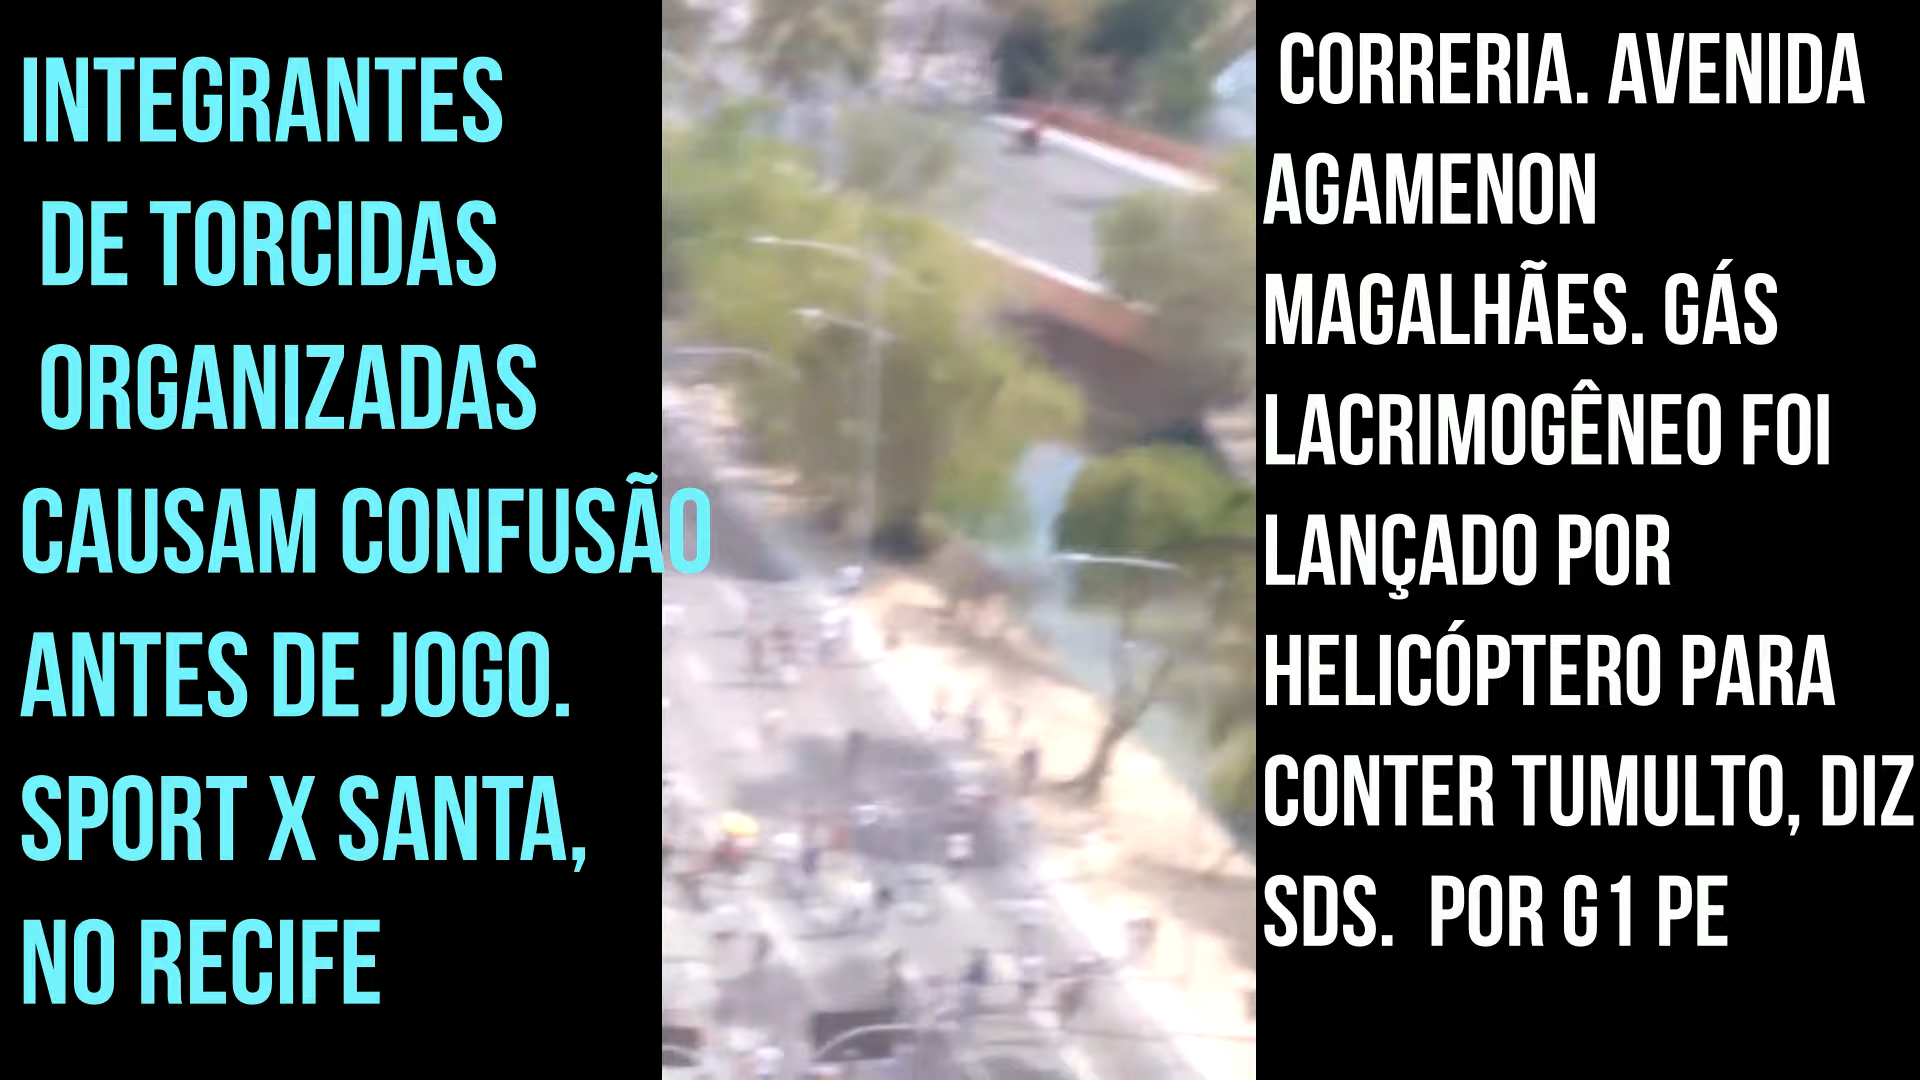 INTEGRANTES
DE TORCIDAS
ORGANIZADAS
CAUSAM CONFUSÃO
ANTES DE JOGO.
SPORT X SANTA,
NO RECIFE
CORRERIA. AVENIDA
AGAMENON
MAGALHÃES. GÁS
LACRIMOGÊNEO FOI
LANÇADO POR
HELICÓPTERO PARA
CONTER TUMULTO, DIZ
SDS. POR G1 PE